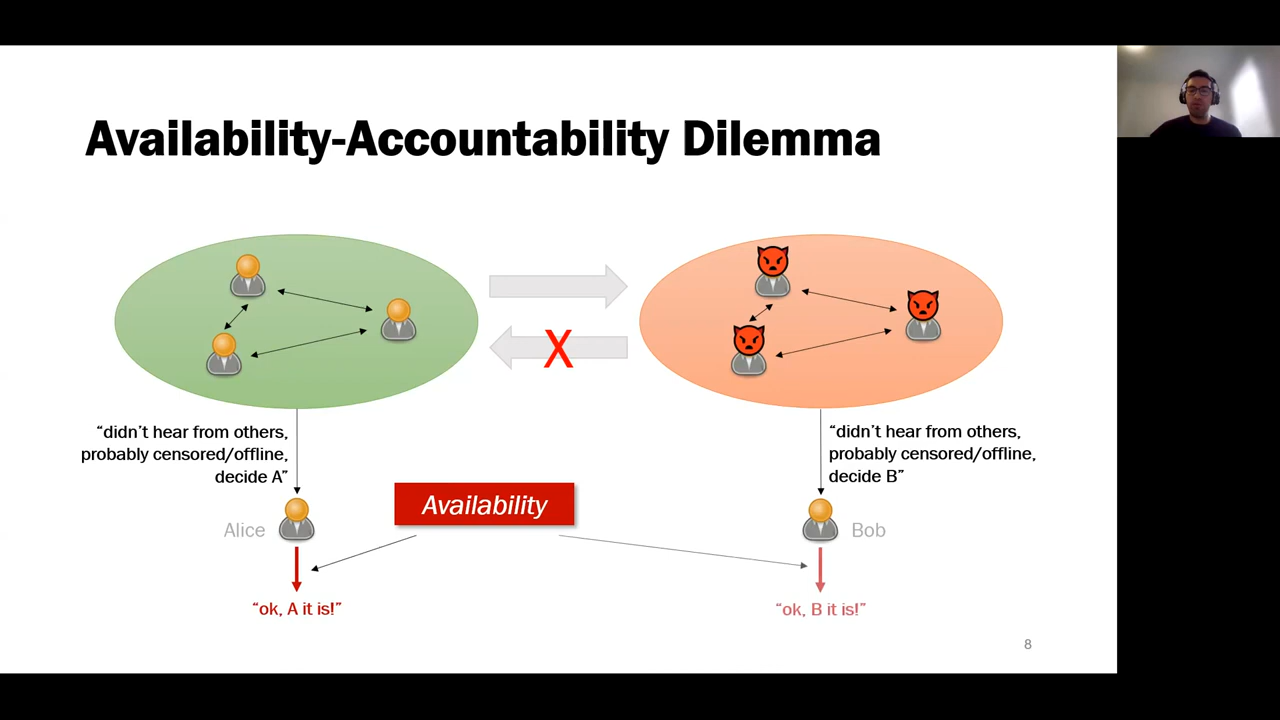 Availability-Accountability Dilemma
X
“didn’t hear from others,
probably censored/offline,
decide A”
“didn’t hear from others,
probably censored/offline,
decide B”
Availability
Alice
Bob
“ok, A it is!”
“ok, B it is!”
8